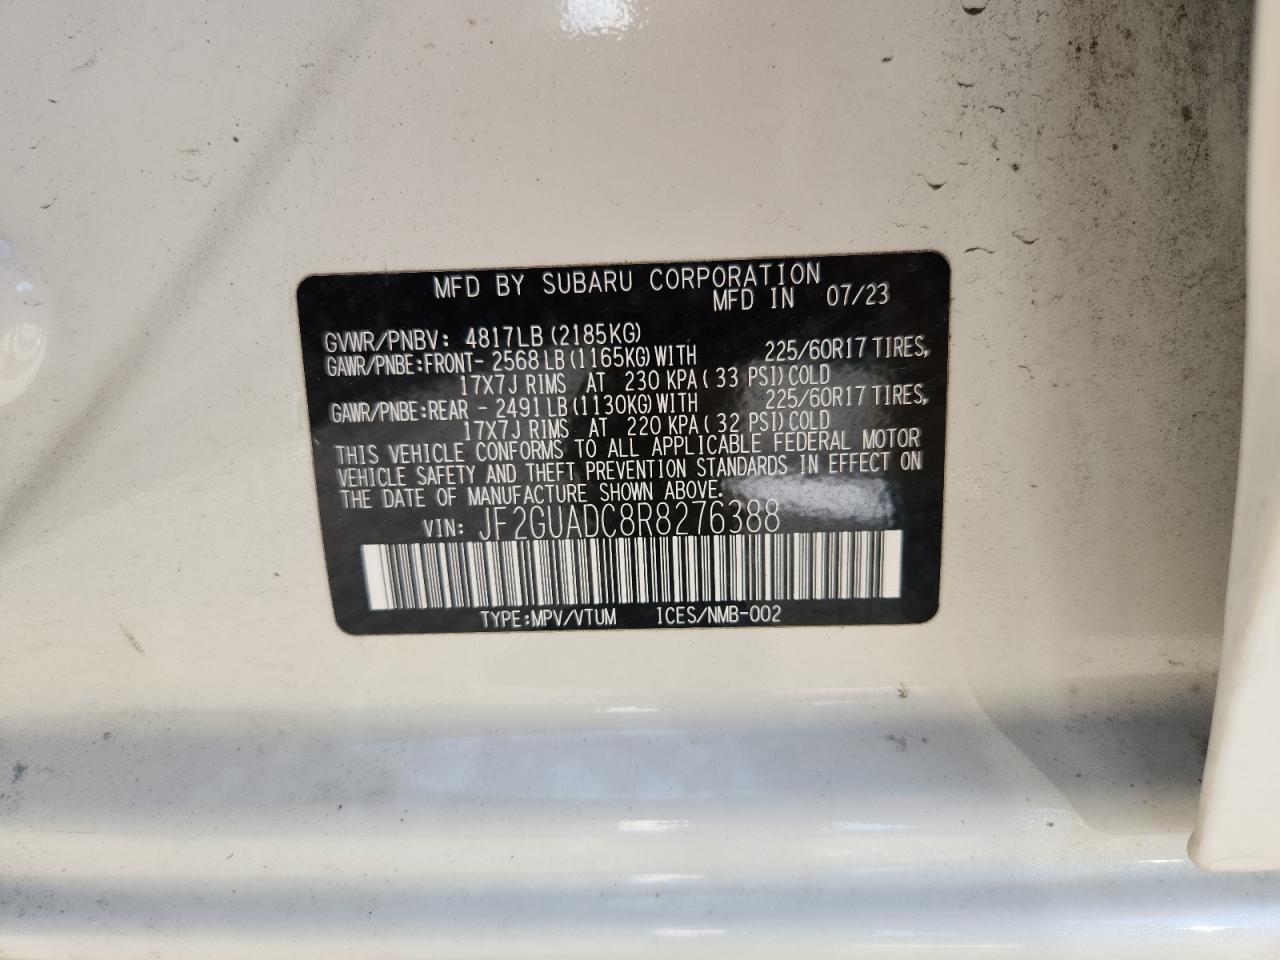 MFD BY SUBARU CORPORATION
MFD IN 07/23
GVWR/PNBV: 4817LB (2185KG)
GAWR/PNBE:FRONT- 2568 LB (1165KG) WITH 225/60R17 TIRES,
17X7J RIMS AT 230 KPA ( 33 PSI) COLD
GAWR/PNBE:REAR - 2491 LB (1130KG) WITH 225/60R17 TIRES,
17X7J RIMS AT 220 KPA ( 32 PSI) COLD
THIS VEHICLE CONFORMS TO ALL APPLICABLE FEDERAL MOTOR
VEHICLE SAFETY AND THEFT PREVENTION STANDARDS IN EFFECT ON
THE DATE OF MANUFACTURE SHOWN ABOVE.
VIN: JF2GUADC8R8276388
TYPE:MPV/VTUM ICES/NMB-002